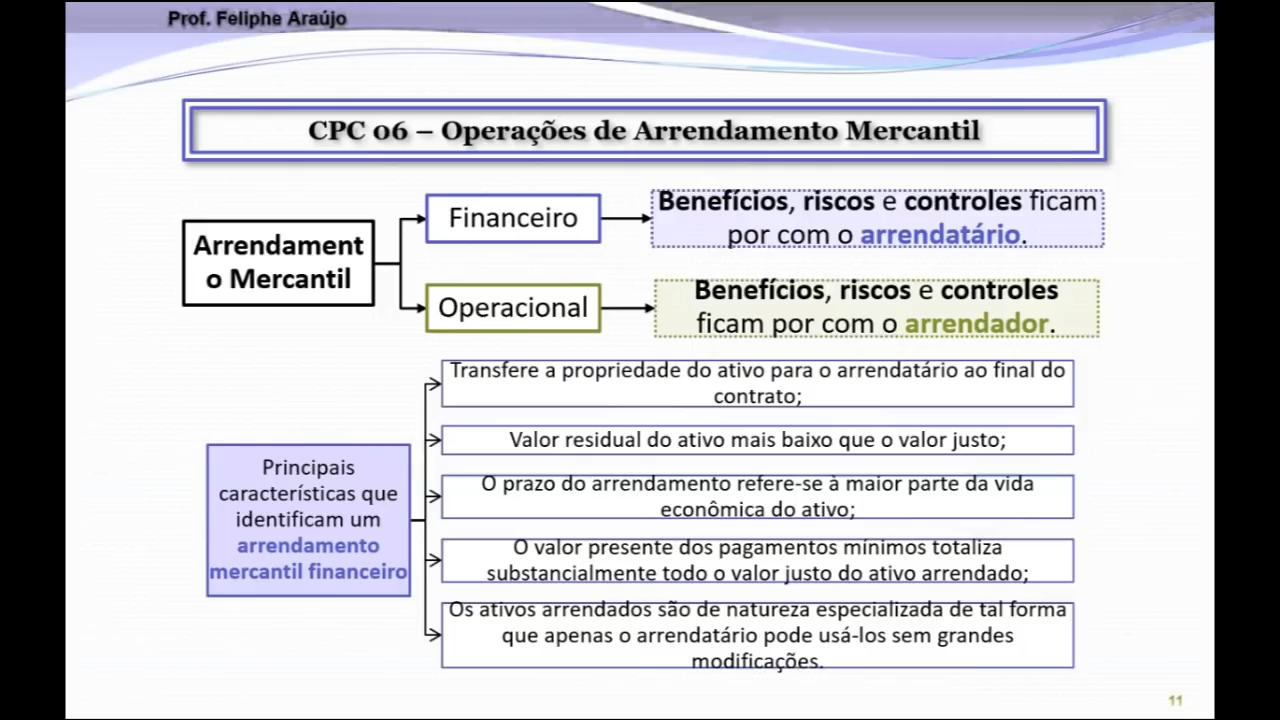 Prof. Feliphe Araújo
CPC 06 – Operações de Arrendamento Mercantil
Arrendament
o Mercantil
Financeiro
Benefícios, riscos e controles ficam
por com o arrendatário.
Operacional
Benefícios, riscos e controles
ficam por com o arrendador.
Principais
características que
identificam um
arrendamento
mercantil financeiro
Transfere a propriedade do ativo para o arrendatário ao final do
contrato;
Valor residual do ativo mais baixo que o valor justo;
O prazo do arrendamento refere-se à maior parte da vida
econômica do ativo;
O valor presente dos pagamentos mínimos totaliza
substancialmente todo o valor justo do ativo arrendado;
Os ativos arrendados são de natureza especializada de tal forma
que apenas o arrendatário pode usá-los sem grandes
modificações.
11